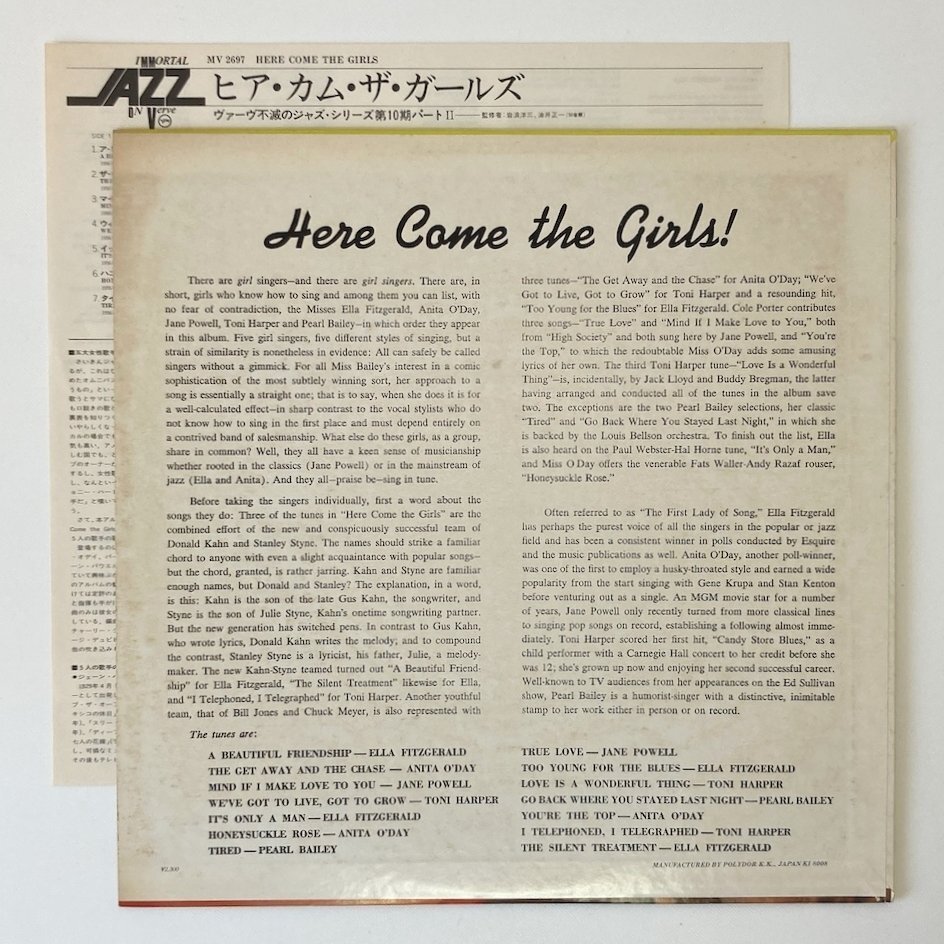 IMMORTAL
JAZZ
ON Verve
MV 2697 HERE COME THE GIRLS
ヒア・カム・ザ・ガールズ
ヴァーヴ不滅のジャズ・シリーズ第10期パートII
SIDE 1
Here Come the Girls!
There are girl singers—and there are girl singers. There are, in
short, girls who know how to sing and among them you can list, with
no fear of contradiction, the Misses Ella Fitzgerald, Anita O'Day,
Jane Powell, Toni Harper and Pearl Bailey—in which order they appear
in this album. Five girl singers, five different styles of singing, but a
strain of similarity is nonetheless in evidence: All can safely be called
singers without a gimmick. For all Miss Bailey's interest in a comic
sophistication of the most subtlely winning sort, her approach to a
song is essentially a straight one; that is to say, when she does it is for
a well-calculated effect—in sharp contrast to the vocal stylists who do
not know how to sing in the first place and must depend entirely on
a contrived band of salesmanship. What else do these girls, as a group,
share in common? Well, they all have a keen sense of musicianship
whether rooted in the classics (Jane Powell) or in the mainstream of
jazz (Ella and Anita). And they all—praise be—sing in tune.
Before taking the singers individually, first a word about the
songs they do: Three of the tunes in "Here Come the Girls" are the
combined effort of the new and conspicuously successful team of
Donald Kahn and Stanley Styne. The names should strike a familiar
chord to anyone with even a slight acquaintance with popular songs—
but the chord, granted, is rather jarring. Kahn and Styne are familiar
enough names, but Donald and Stanley? The explanation, in a word,
is this: Kahn is the son of the late Gus Kahn, the songwriter, and
Styne is the son of Julie Styne, Kahn's onetime songwriting partner.
But the new generation has switched pens. In contrast to Gus Kahn,
who wrote lyrics, Donald Kahn writes the melody; and to compound
the contrast, Stanley Styne is a lyricist, his father, Julie, a melody-
maker. The new Kahn-Styne teamed turned out "A Beautiful Friend-
ship" for Ella Fitzgerald, "The Silent Treatment" likewise for Ella,
and "I Telephoned, I Telegraphed" for Toni Harper. Another youthful
team, that of Bill Jones and Chuck Meyer, is also represented with
three tunes—"The Get Away and the Chase" for Anita O'Day; "We've
Got to Live, Got to Grow" for Toni Harper and a resounding hit,
"Too Young for the Blues" for Ella Fitzgerald. Cole Porter contributes
three songs—"True Love" and "Mind If I Make Love to You," both
from "High Society" and both sung here by Jane Powell, and "You're
the Top," to which the redoubtable Miss O'Day adds some amusing
lyrics of her own. The third Toni Harper tune—"Love Is a Wonderful
Thing"—is, incidentally, by Jack Lloyd and Buddy Bregman, the latter
having arranged and conducted all of the tunes in the album save
two. The exceptions are the two Pearl Bailey selections, her classic
"Tired" and "Go Back Where You Stayed Last Night," in which she
is backed by the Louis Bellson orchestra. To finish out the list, Ella
is also heard on the Paul Webster-Hal Horne tune, "It's Only a Man,"
and Miss O Day offers the venerable Fats Waller-Andy Razaf rouser,
"Honeysuckle Rose."
Often referred to as "The First Lady of Song," Ella Fitzgerald
has perhaps the purest voice of all the singers in the popular or jazz
field and has been a consistent winner in polls conducted by Esquire
and the music publications as well. Anita O'Day, another poll-winner,
was one of the first to employ a husky-throated style and earned a wide
popularity from the start singing with Gene Krupa and Stan Kenton
before venturing out as a single. An MGM movie star for a number
of years, Jane Powell only recently turned from more classical lines
to singing pop songs on record, establishing a following almost imme-
diately. Toni Harper scored her first hit, "Candy Store Blues," as a
child performer with a Carnegie Hall concert to her credit before she
was 12; she's grown up now and enjoying her second successful career.
Well-known to TV audiences from her appearances on the Ed Sullivan
show, Pearl Bailey is a humorist-singer with a distinctive, inimitable
stamp to her work either in person or on record.
The tunes are:
A BEAUTIFUL FRIENDSHIP — ELLA FITZGERALD
THE GET AWAY AND THE CHASE — ANITA O'DAY
MIND IF I MAKE LOVE TO YOU — JANE POWELL
WE'VE GOT TO LIVE, GOT TO GROW — TONI HARPER
IT'S ONLY A MAN — ELLA FITZGERALD
HONEYSUCKLE ROSE — ANITA O'DAY
TIRED — PEARL BAILEY
TRUE LOVE — JANE POWELL
TOO YOUNG FOR THE BLUES — ELLA FITZGERALD
LOVE IS A WONDERFUL THING — TONI HARPER
GO BACK WHERE YOU STAYED LAST NIGHT — PEARL BAILEY
YOU'RE THE TOP — ANITA O'DAY
I TELEPHONED, I TELEGRAPHED — TONI HARPER
THE SILENT TREATMENT — ELLA FITZGERALD
¥2,300
MANUFACTURED BY POLYDOR K.K., JAPAN KI 8008